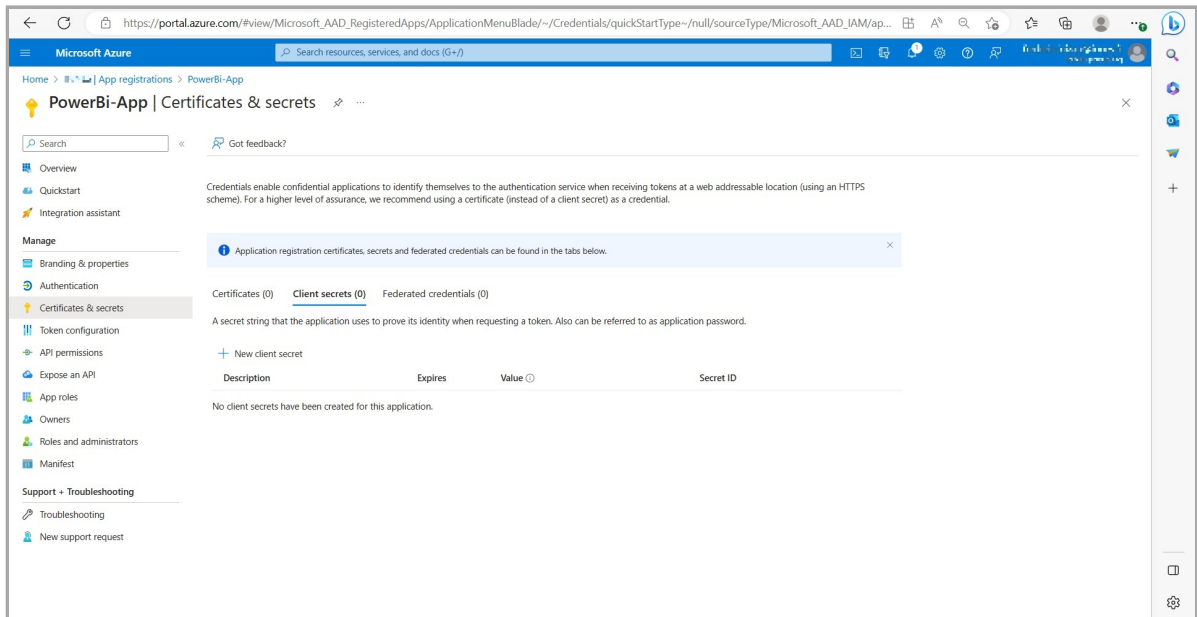 https://portal.azure.com/#view/Microsoft_AAD_RegisteredApps/ApplicationMenuBlade/~/Credentials/quickStartType~/null/sourceType/Microsoft_AAD_IAM/ap...
Microsoft Azure
Search resources, services, and docs (G+/)
1
Home > | App registrations > PowerBi-App
PowerBi-App | Certificates & secrets
Search
Got feedback?
Overview
Quickstart
Integration assistant
Credentials enable confidential applications to identify themselves to the authentication service when receiving tokens at a web addressable location (using an HTTPS
scheme). For a higher level of assurance, we recommend using a certificate (instead of a client secret) as a credential.
Manage
Branding & properties
Authentication
Certificates & secrets
Token configuration
API permissions
Expose an API
App roles
Owners
Roles and administrators
Manifest
Support + Troubleshooting
Troubleshooting
New support request
Application registration certificates, secrets and federated credentials can be found in the tabs below.
Certificates (0) Client secrets (0) Federated credentials (0)
A secret string that the application uses to prove its identity when requesting a token. Also can be referred to as application password.
New client secret
Description Expires Value Secret ID
No client secrets have been created for this application.